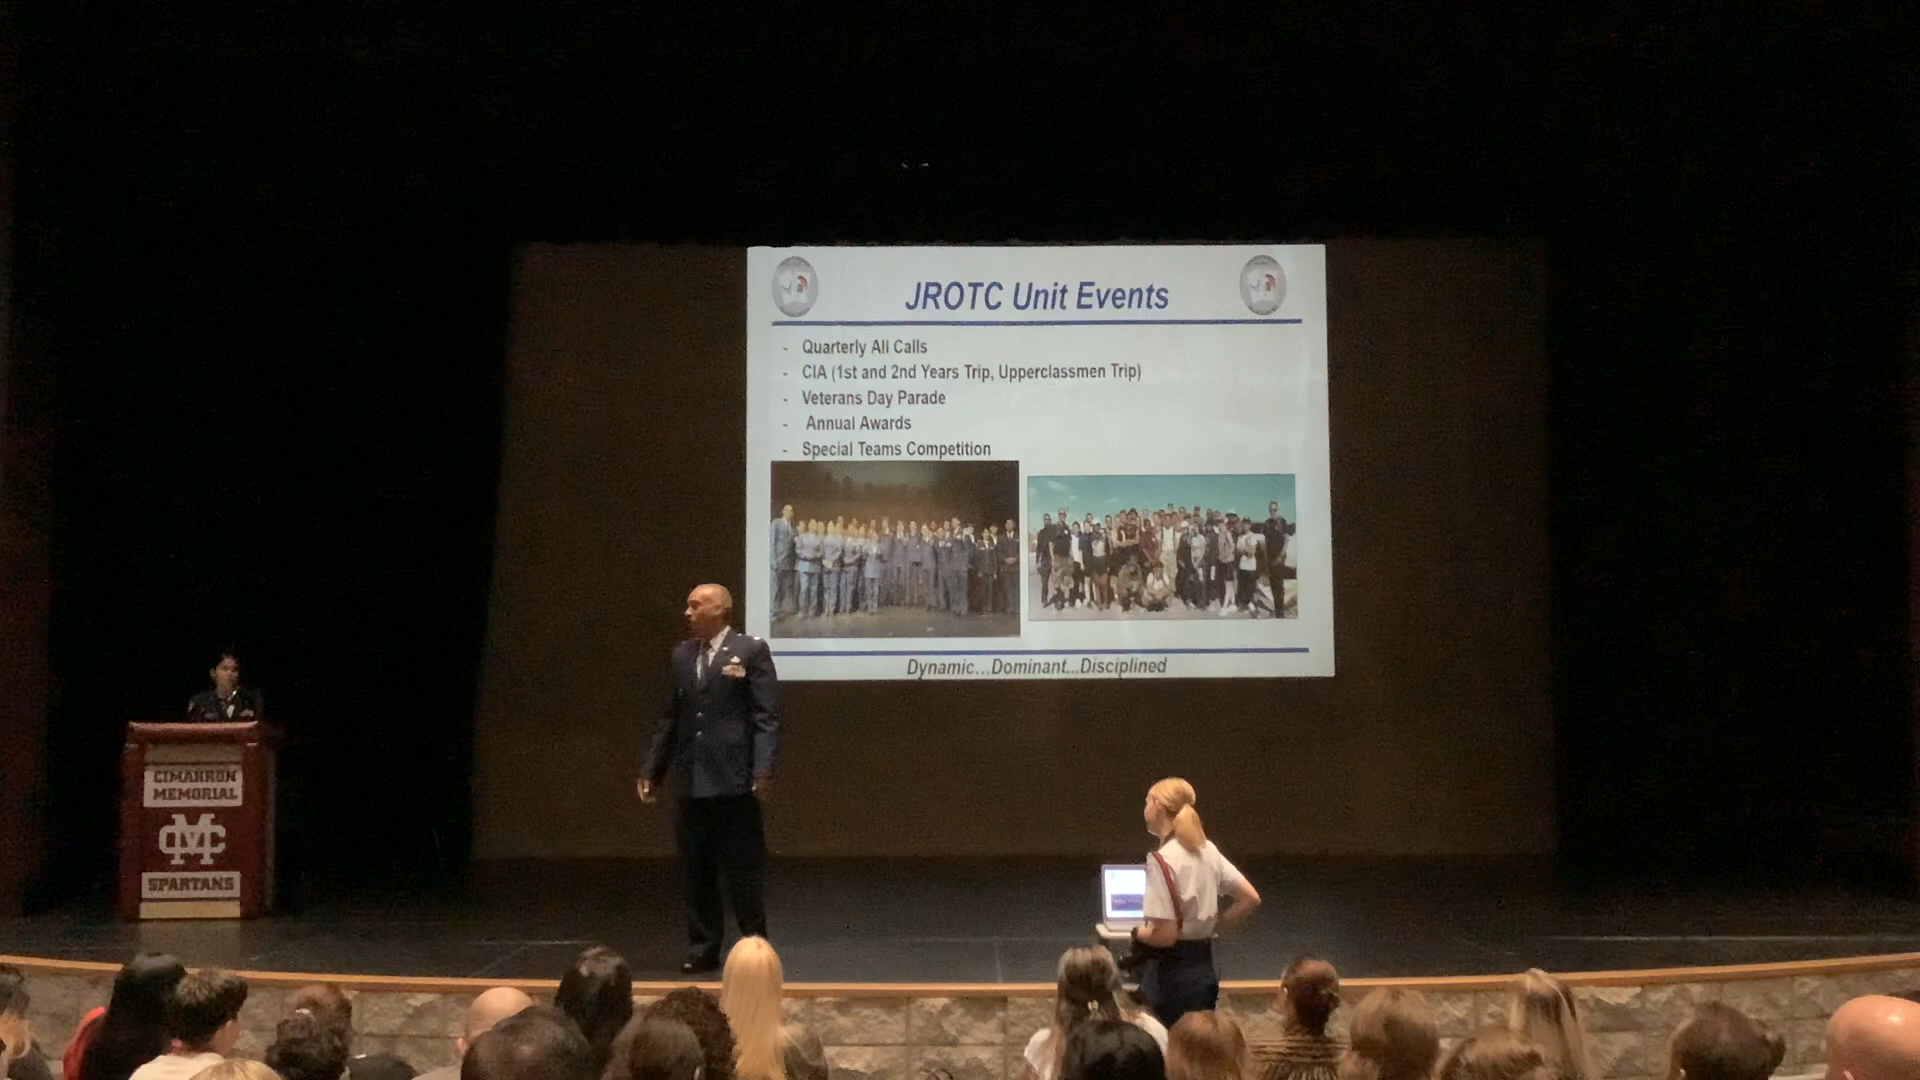 JROTC Unit Events
- Quarterly All Calls
- CIA (1st and 2nd Years Trip, Upperclassmen Trip)
- Veterans Day Parade
- Annual Awards
- Special Teams Competition
Dynamic...Dominant...Disciplined
CIMARRON
MEMORIAL
CMC
SPARTANS